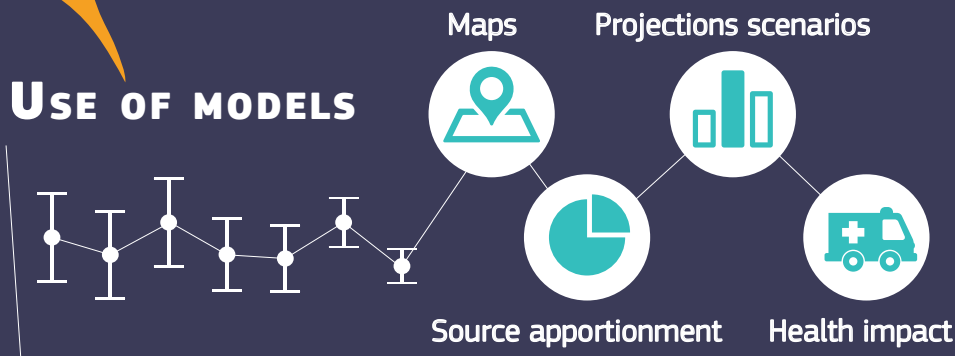 Maps
Projections scenarios
USE OF MODELS
Source apportionment
Health impact